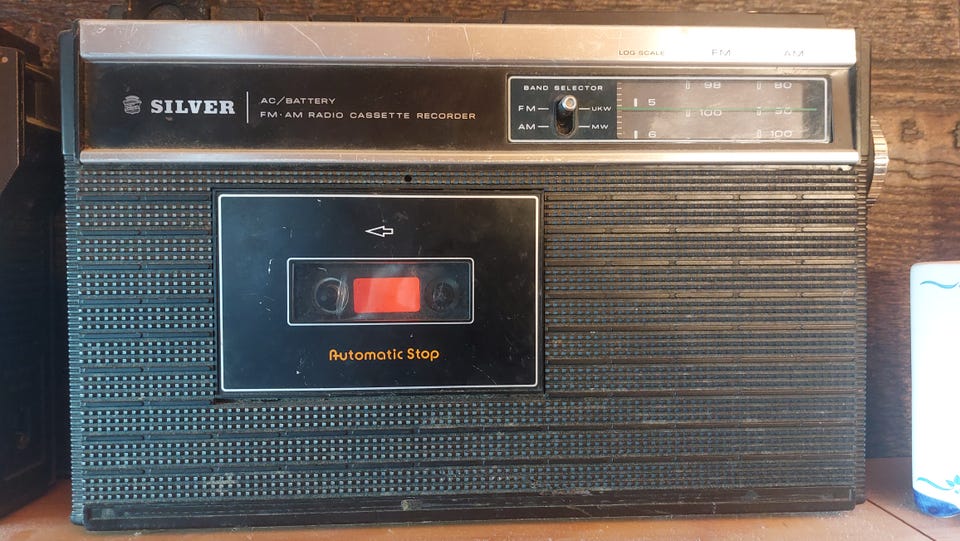 LOG SCALE FM AM
SILVER
AC/BATTERY
FM·AM RADIO CASSETTE RECORDER
BAND SELECTOR
FM UKW
AM MW
5 98 80
100 90
6 100
Automatic Stop